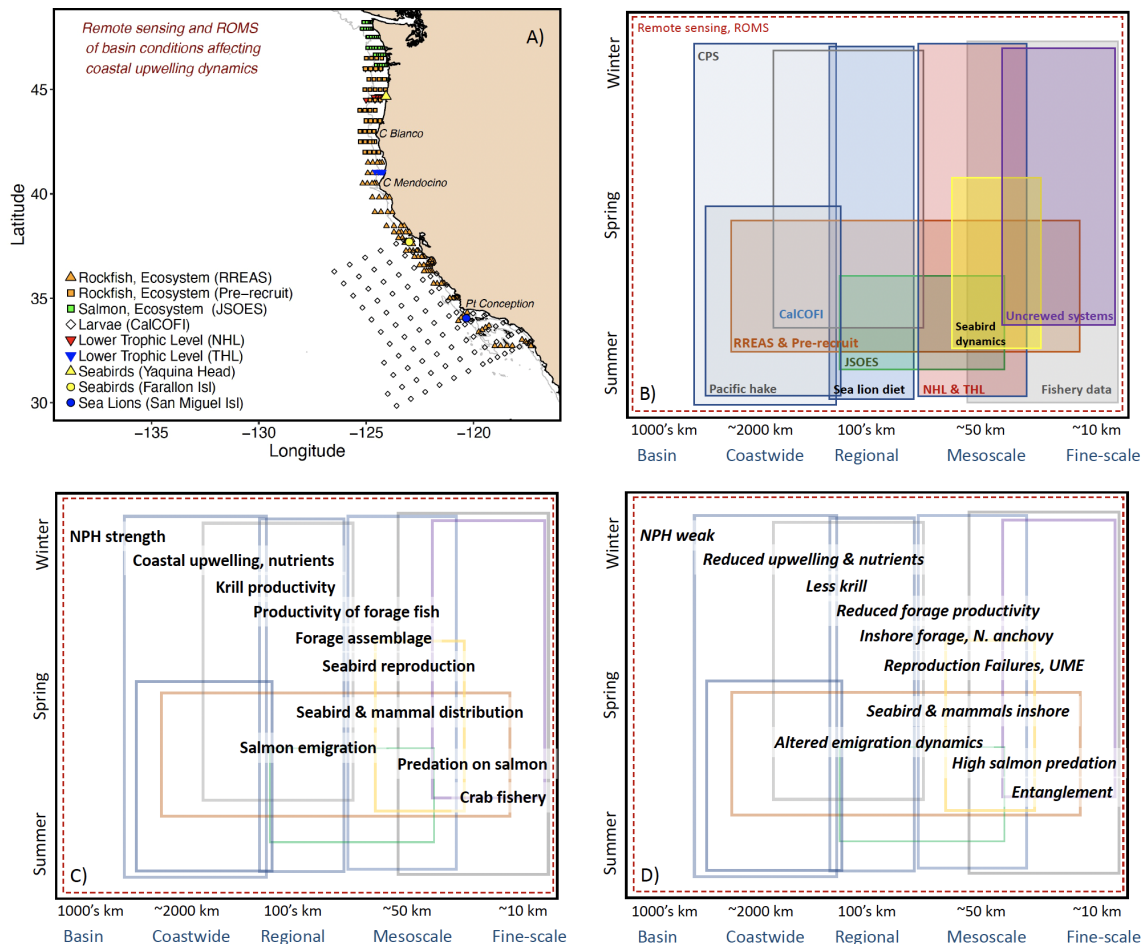 Remote sensing and ROMS
of basin conditions affecting
coastal upwelling dynamics
A)
45
40
35
30
Latitude
C Blanco
C Mendocino
Pt Conception
Rockfish, Ecosystem (RREAS)
Rockfish, Ecosystem (Pre−recruit)
Salmon, Ecosystem (JSOES)
Larvae (CalCOFI)
Lower Trophic Level (NHL)
Lower Trophic Level (THL)
Seabirds (Yaquina Head)
Seabirds (Farallon Isl)
Sea Lions (San Miguel Isl)
−135 −130 −125 −120
Longitude
Remote sensing, ROMS
B)
Winter
Spring
Summer
CPS
CalCOFI
Uncrewed systems
Seabird
dynamics
RREAS & Pre-recruit
JSOES
Pacific hake
Sea lion diet
NHL & THL
Fishery data
1000's km ~2000 km 100's km ~50 km ~10 km
Basin Coastwide Regional Mesoscale Fine-scale
Winter
Spring
Summer
NPH strength
Coastal upwelling, nutrients
Krill productivity
Productivity of forage fish
Forage assemblage
Seabird reproduction
Seabird & mammal distribution
Salmon emigration
Predation on salmon
Crab fishery
C)
1000's km ~2000 km 100's km ~50 km ~10 km
Basin Coastwide Regional Mesoscale Fine-scale
Winter
Spring
Summer
NPH weak
Reduced upwelling & nutrients
Less krill
Reduced forage productivity
Inshore forage, N. anchovy
Reproduction Failures, UME
Seabird & mammals inshore
Altered emigration dynamics
High salmon predation
Entanglement
D)
1000's km ~2000 km 100's km ~50 km ~10 km
Basin Coastwide Regional Mesoscale Fine-scale